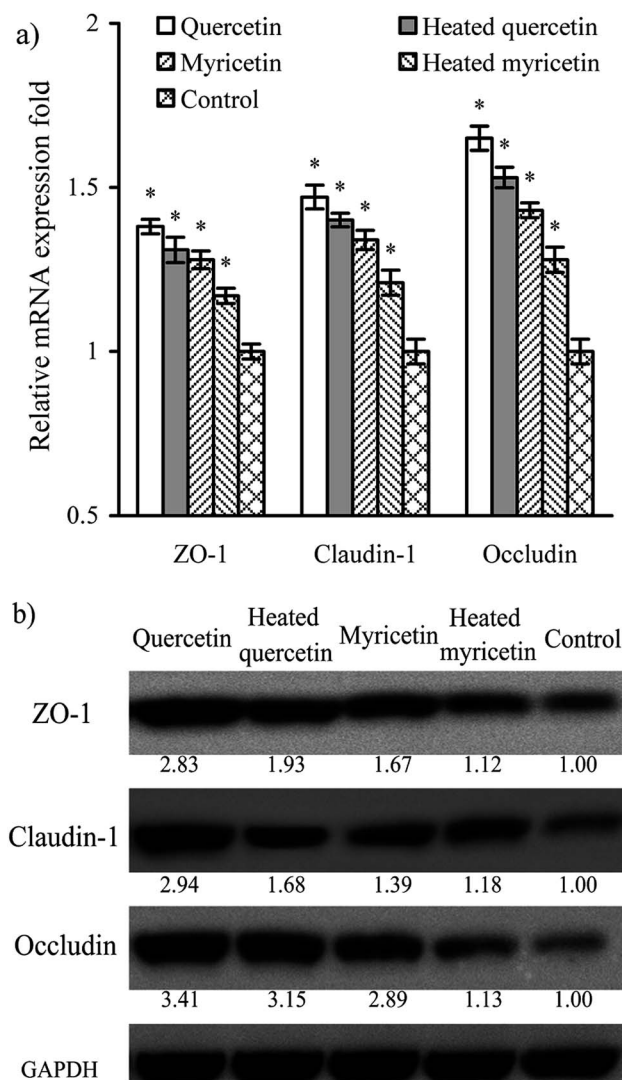 a)
2
1.5
1
0.5
Relative mRNA expression fold
Quercetin
Heated quercetin
Myricetin
Heated myricetin
Control
* * * *
* * * *
* * * *
ZO-1 Claudin-1 Occludin
b)
Quercetin Heated quercetin Myricetin Heated myricetin Control
ZO-1
2.83 1.93 1.67 1.12 1.00
Claudin-1
2.94 1.68 1.39 1.18 1.00
Occludin
3.41 3.15 2.89 1.13 1.00
GAPDH